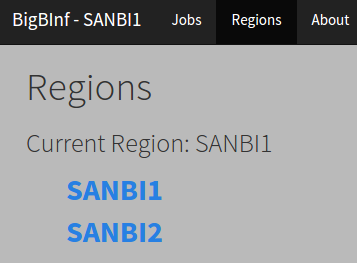 BigBInf - SANBI1 Jobs Regions About
Regions
Current Region: SANBI1
SANBI1
SANBI2